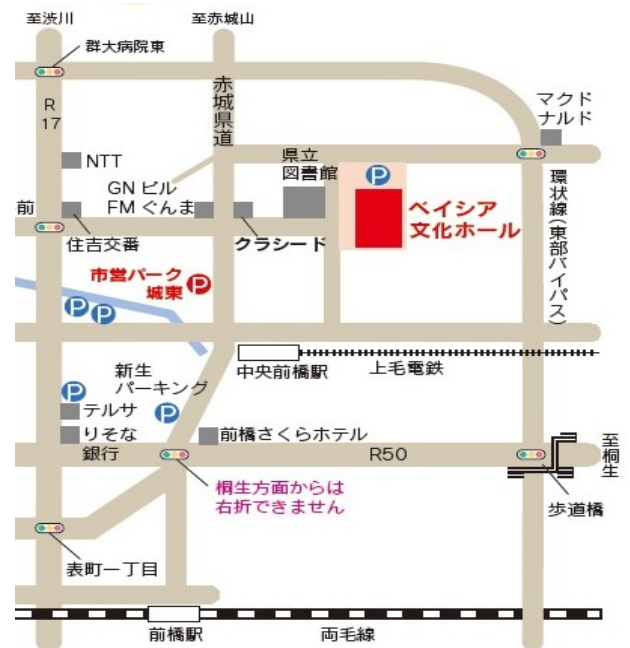 至渋川
至赤城山
群大病院東
R
17
赤城県道
マクド
ナルド
NTT
県立
図書館
P
GN ビル
FM ぐんま
前
住吉交番
クラシード
ベイシア
文化ホール
環状線(東部バイパス)
市営パーク
城東
P
P
P
中央前橋駅
上毛電鉄
新生
パーキング
P
P
テルサ
りそな
銀行
前橋さくらホテル
R50
至桐生
桐生方面からは
右折できません
歩道橋
表町一丁目
前橋駅
両毛線